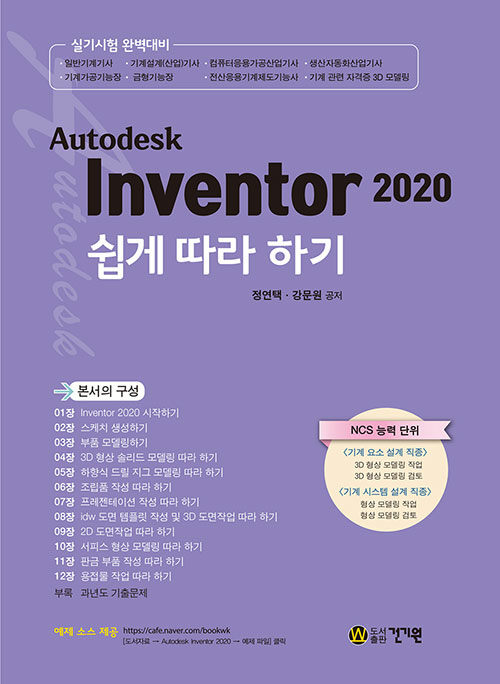 실기시험 완벽대비
· 일반기계기사 · 기계설계(산업)기사 · 컴퓨터응용가공산업기사 · 생산자동화산업기사
· 기계가공기능장 · 금형기능장 · 전산응용기계제도기능사 · 기계 관련 자격증 3D 모델링
Autodesk
Autodesk
Inventor 2020
쉽게 따라 하기
정연택 · 강문원 공저
본서의 구성
01장 Inventor 2020 시작하기
02장 스케치 생성하기
03장 부품 모델링하기
04장 3D 형상 솔리드 모델링 따라 하기
05장 하향식 드릴 지그 모델링 따라 하기
06장 조립품 작성 따라 하기
07장 프레젠테이션 작성 따라 하기
08장 idw 도면 템플릿 작성 및 3D 도면작업 따라 하기
09장 2D 도면작업 따라 하기
10장 서피스 형상 모델링 따라 하기
11장 판금 부품 작성 따라 하기
12장 용접물 작업 따라 하기
부록 과년도 기출문제
NCS 능력 단위
〈기계 요소 설계 직종〉
3D 형상 모델링 작업
3D 형상 모델링 검토
〈기계 시스템 설계 직종〉
형상 모델링 작업
형상 모델링 검토
예제 소스 제공 https://cafe.naver.com/bookwk
[도서자료 → Autodesk Inventor 2020 → 예제 파일] 클릭
W 도서출판 건기원